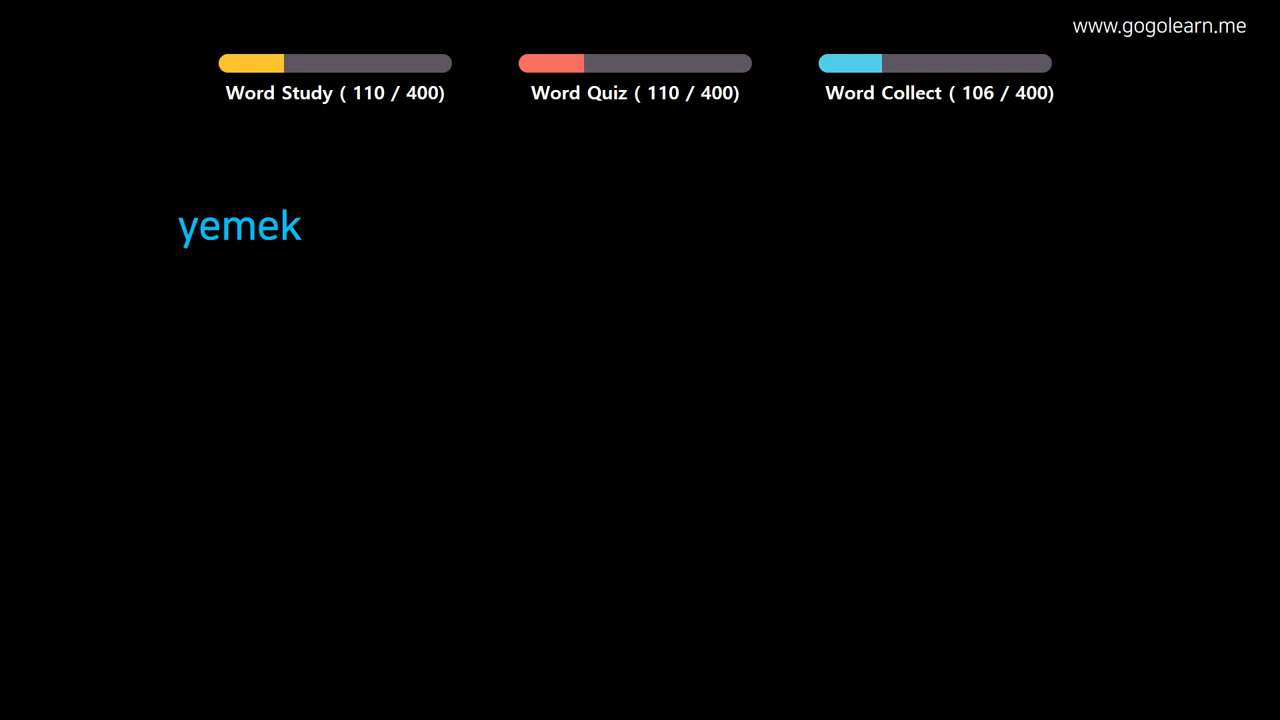 www.gogolearn.me
Word Study ( 110 / 400)
Word Quiz ( 110 / 400)
Word Collect ( 106 / 400)
yemek